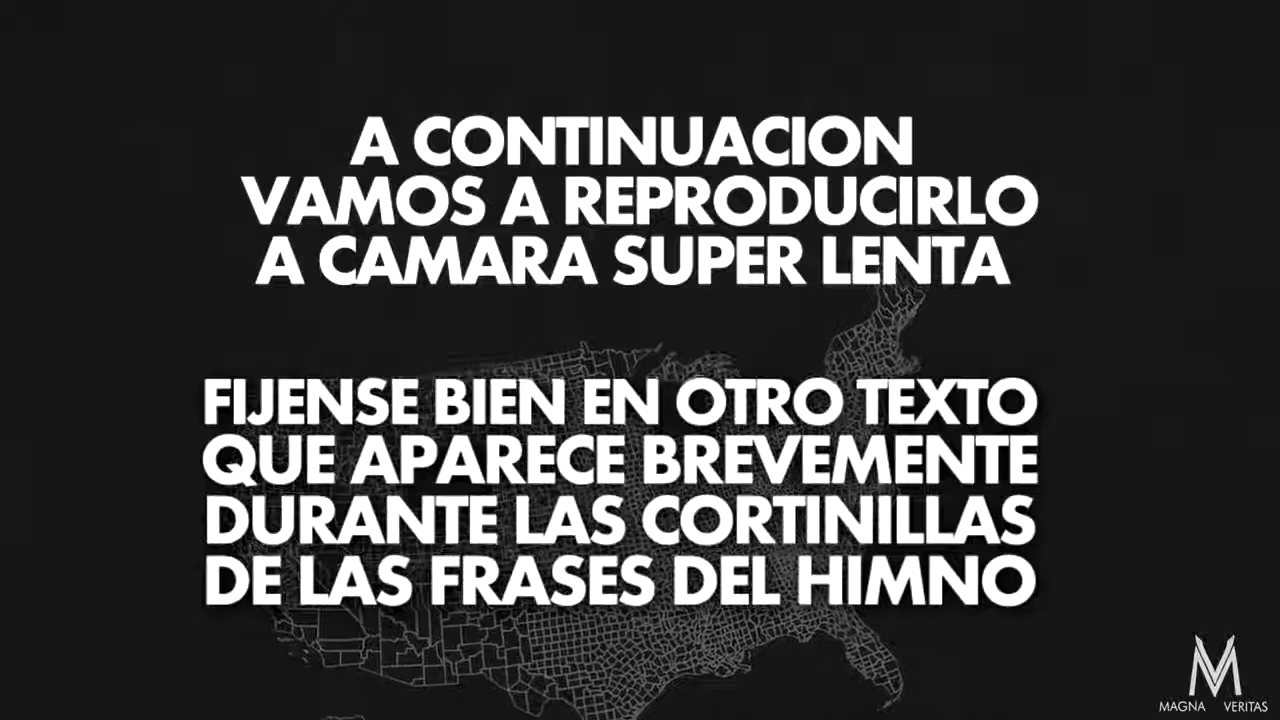 A CONTINUACION
VAMOS A REPRODUCIRLO
A CAMARA SUPER LENTA
FIJENSE BIEN EN OTRO TEXTO
QUE APARECE BREVEMENTE
DURANTE LAS CORTINILLAS
DE LAS FRASES DEL HIMNO
MAGNA VERITAS